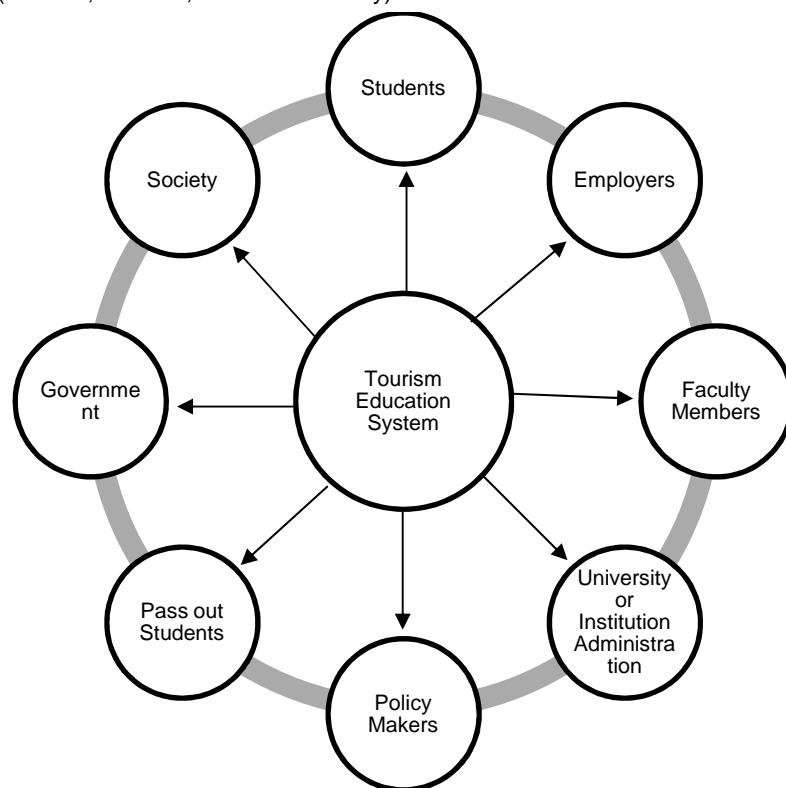 Students
Society
Employers
Governme
nt
Tourism
Education
System
Faculty
Members
Pass out
Students
University
or
Institution
Administra
tion
Policy
Makers